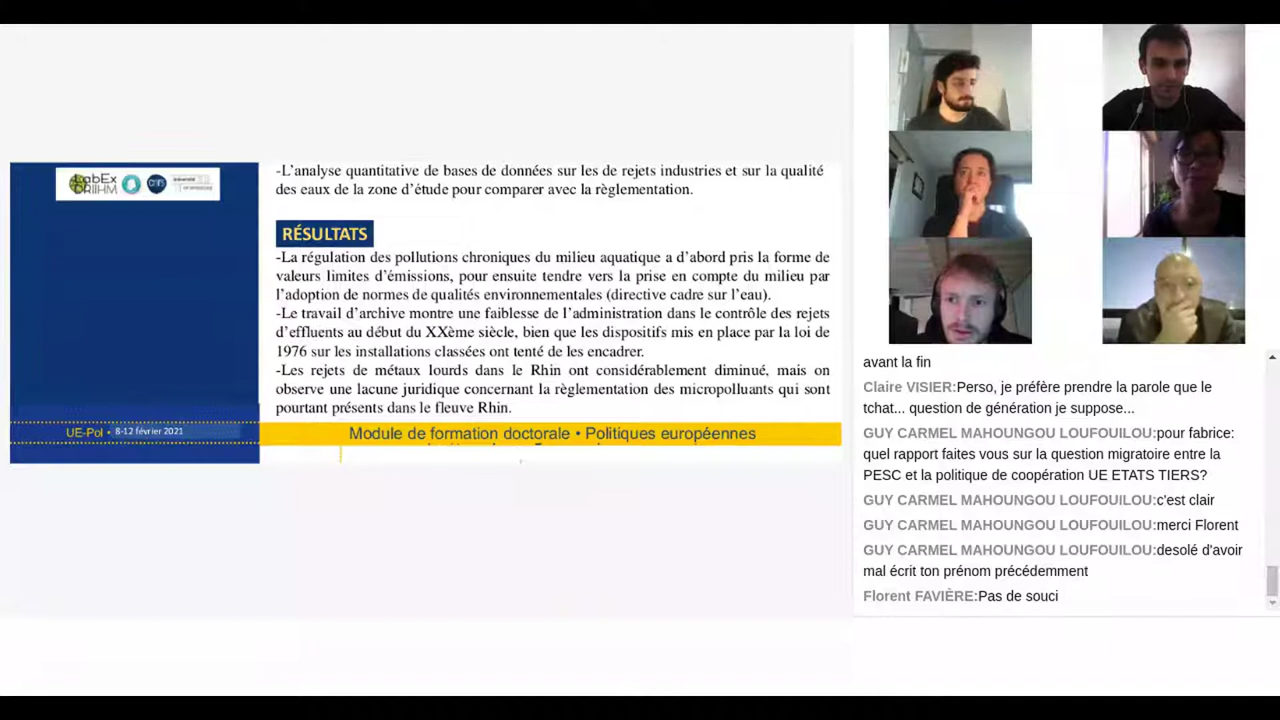 LabEx
DRIIHM
cnrs
-L'analyse quantitative de bases de données sur les de rejets industries et sur la qualité
des eaux de la zone d'étude pour comparer avec la règlementation.
RÉSULTATS
-La régulation des pollutions chroniques du milieu aquatique a d'abord pris la forme de
valeurs limites d'émissions, pour ensuite tendre vers la prise en compte du milieu par
l'adoption de normes de qualités environnementales (directive cadre sur l'eau).
-Le travail d'archive montre une faiblesse de l'administration dans le contrôle des rejets
d'effluents au début du XXème siècle, bien que les dispositifs mis en place par la loi de
1976 sur les installations classées ont tenté de les encadrer.
-Les rejets de métaux lourds dans le Rhin ont considérablement diminué, mais on
observe une lacune juridique concernant la règlementation des micropolluants qui sont
pourtant présents dans le fleuve Rhin.
UE-Pol • 8-12 février 2021
Module de formation doctorale • Politiques européennes
avant la fin
Claire VISIER:Perso, je préfère prendre la parole que le
tchat... question de génération je suppose...
GUY CARMEL MAHOUNGOU LOUFOUILOU:pour fabrice:
quel rapport faites vous sur la question migratoire entre la
PESC et la politique de coopération UE ETATS TIERS?
GUY CARMEL MAHOUNGOU LOUFOUILOU:c'est clair
GUY CARMEL MAHOUNGOU LOUFOUILOU:merci Florent
GUY CARMEL MAHOUNGOU LOUFOUILOU:desolé d'avoir
mal écrit ton prénom précédemment
Florent FAVIÈRE:Pas de souci